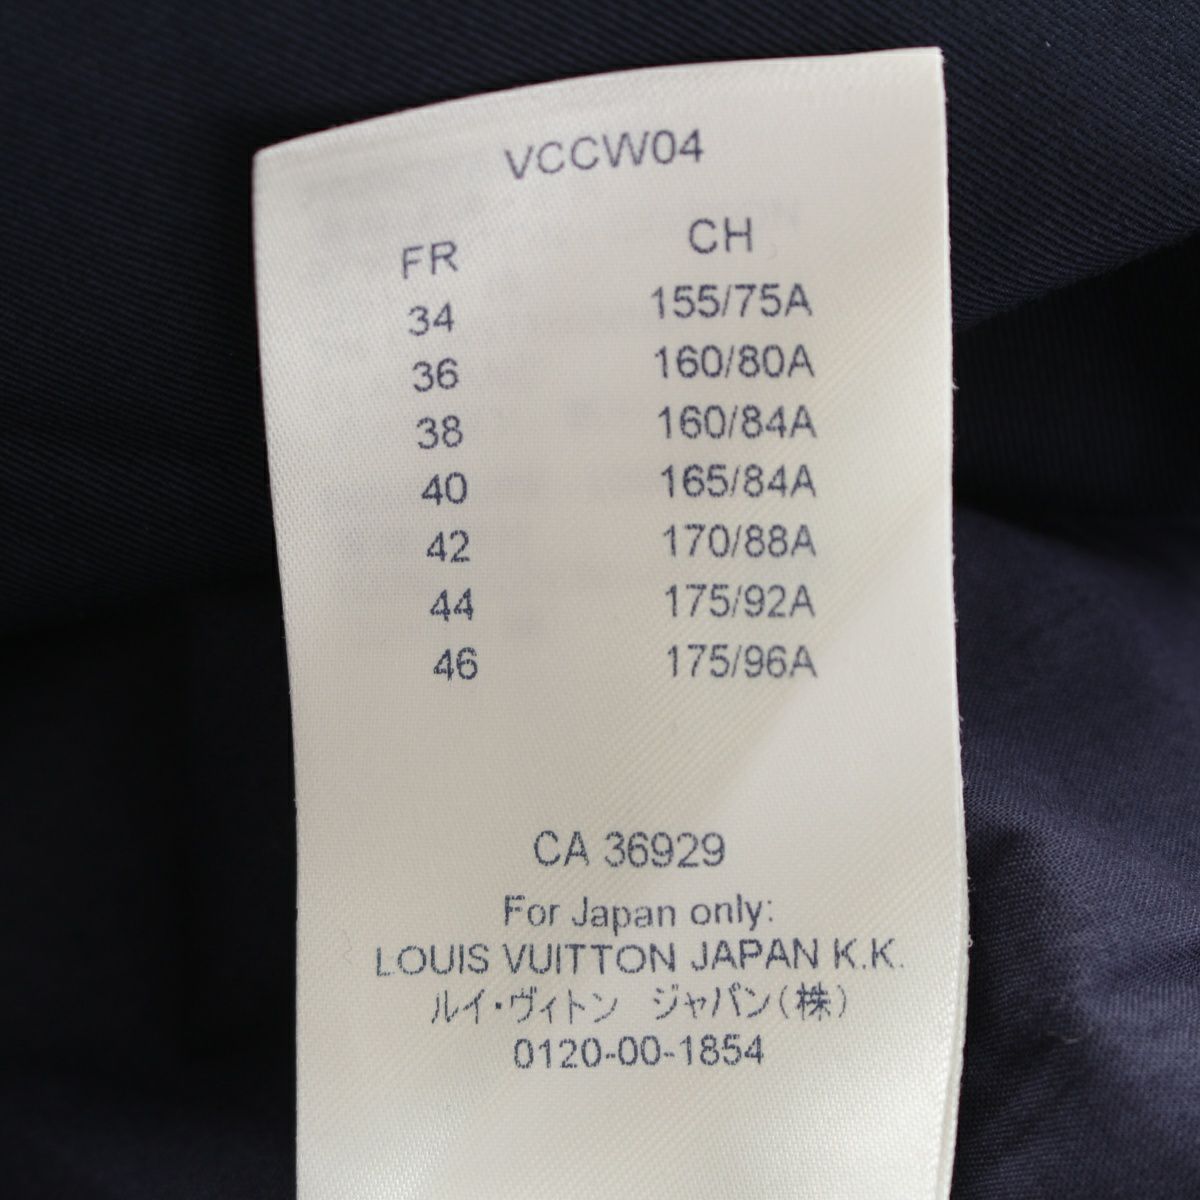 VCCW04
FR CH
34 155/75A
36 160/80A
38 160/84A
40 165/84A
42 170/88A
44 175/92A
46 175/96A
CA 36929
For Japan only:
LOUIS VUITTON JAPAN K.K.
ルイ・ヴィトン ジャパン(株)
0120-00-1854